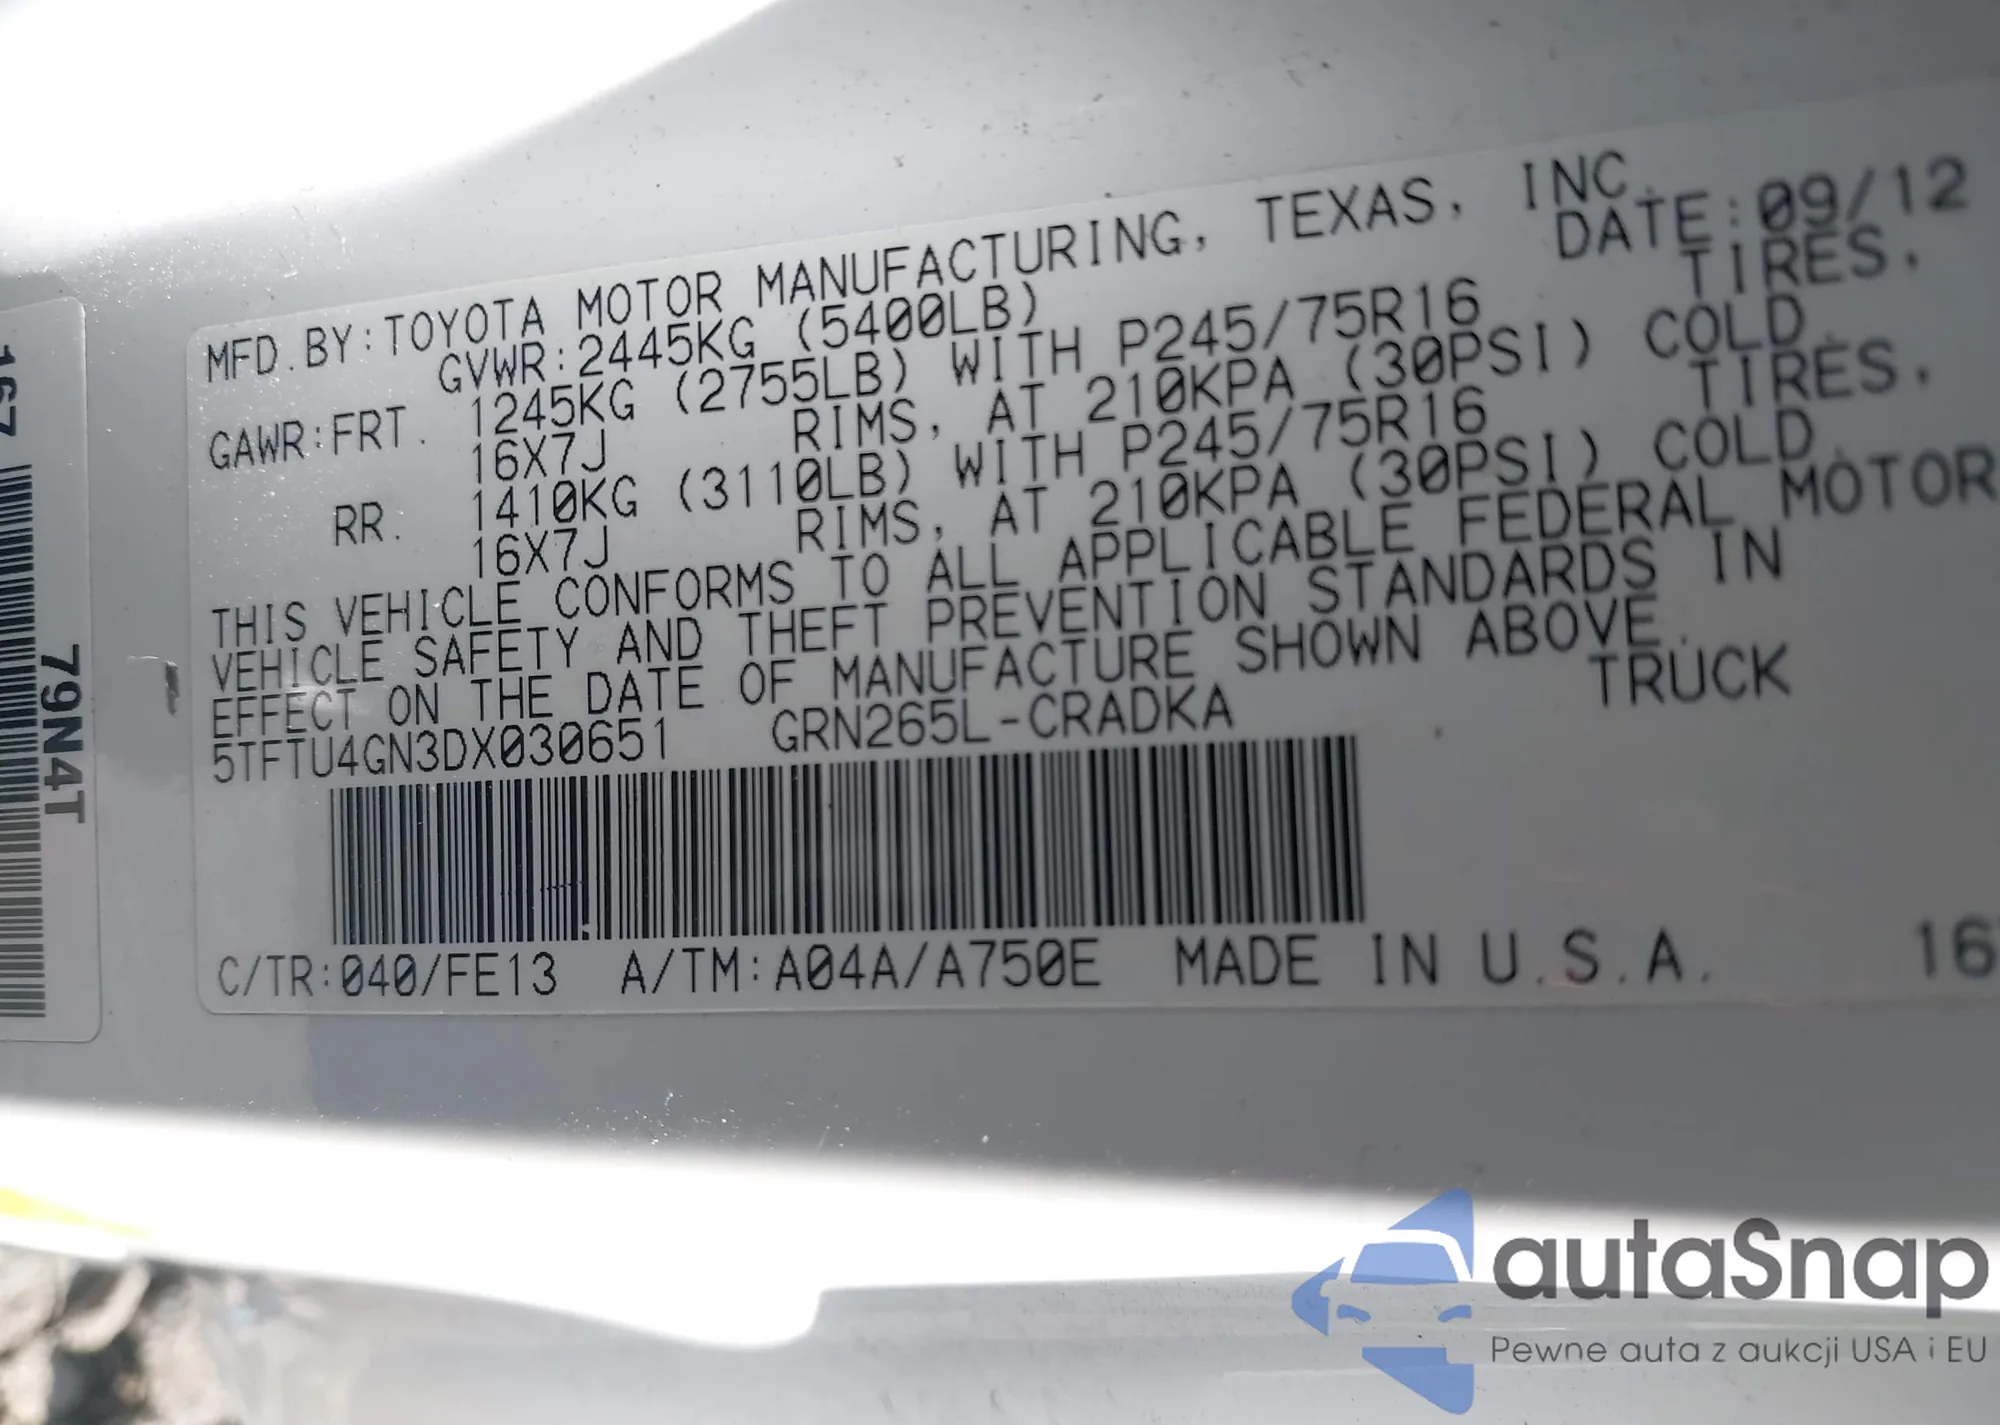 MFD.BY:TOYOTA MOTOR MANUFACTURING, TEXAS, INC.
GVWR:2445KG (5400LB) DATE:09/12
GAWR:FRT. 1245KG (2755LB) WITH P245/75R16 TIRES,
16X7J RIMS, AT 210KPA (30PSI) COLD.
RR. 1410KG (3110LB) WITH P245/75R16 TIRES,
16X7J RIMS, AT 210KPA (30PSI) COLD.
THIS VEHICLE CONFORMS TO ALL APPLICABLE FEDERAL MOTOR
VEHICLE SAFETY AND THEFT PREVENTION STANDARDS IN
EFFECT ON THE DATE OF MANUFACTURE SHOWN ABOVE.
5TFTU4GN3DX030651 GRN265L-CRADKA TRUCK
C/TR:040/FE13 A/TM:A04A/A750E MADE IN U.S.A.
167
79N4T
autaSnap
Pewne auta z aukcji USA i EU